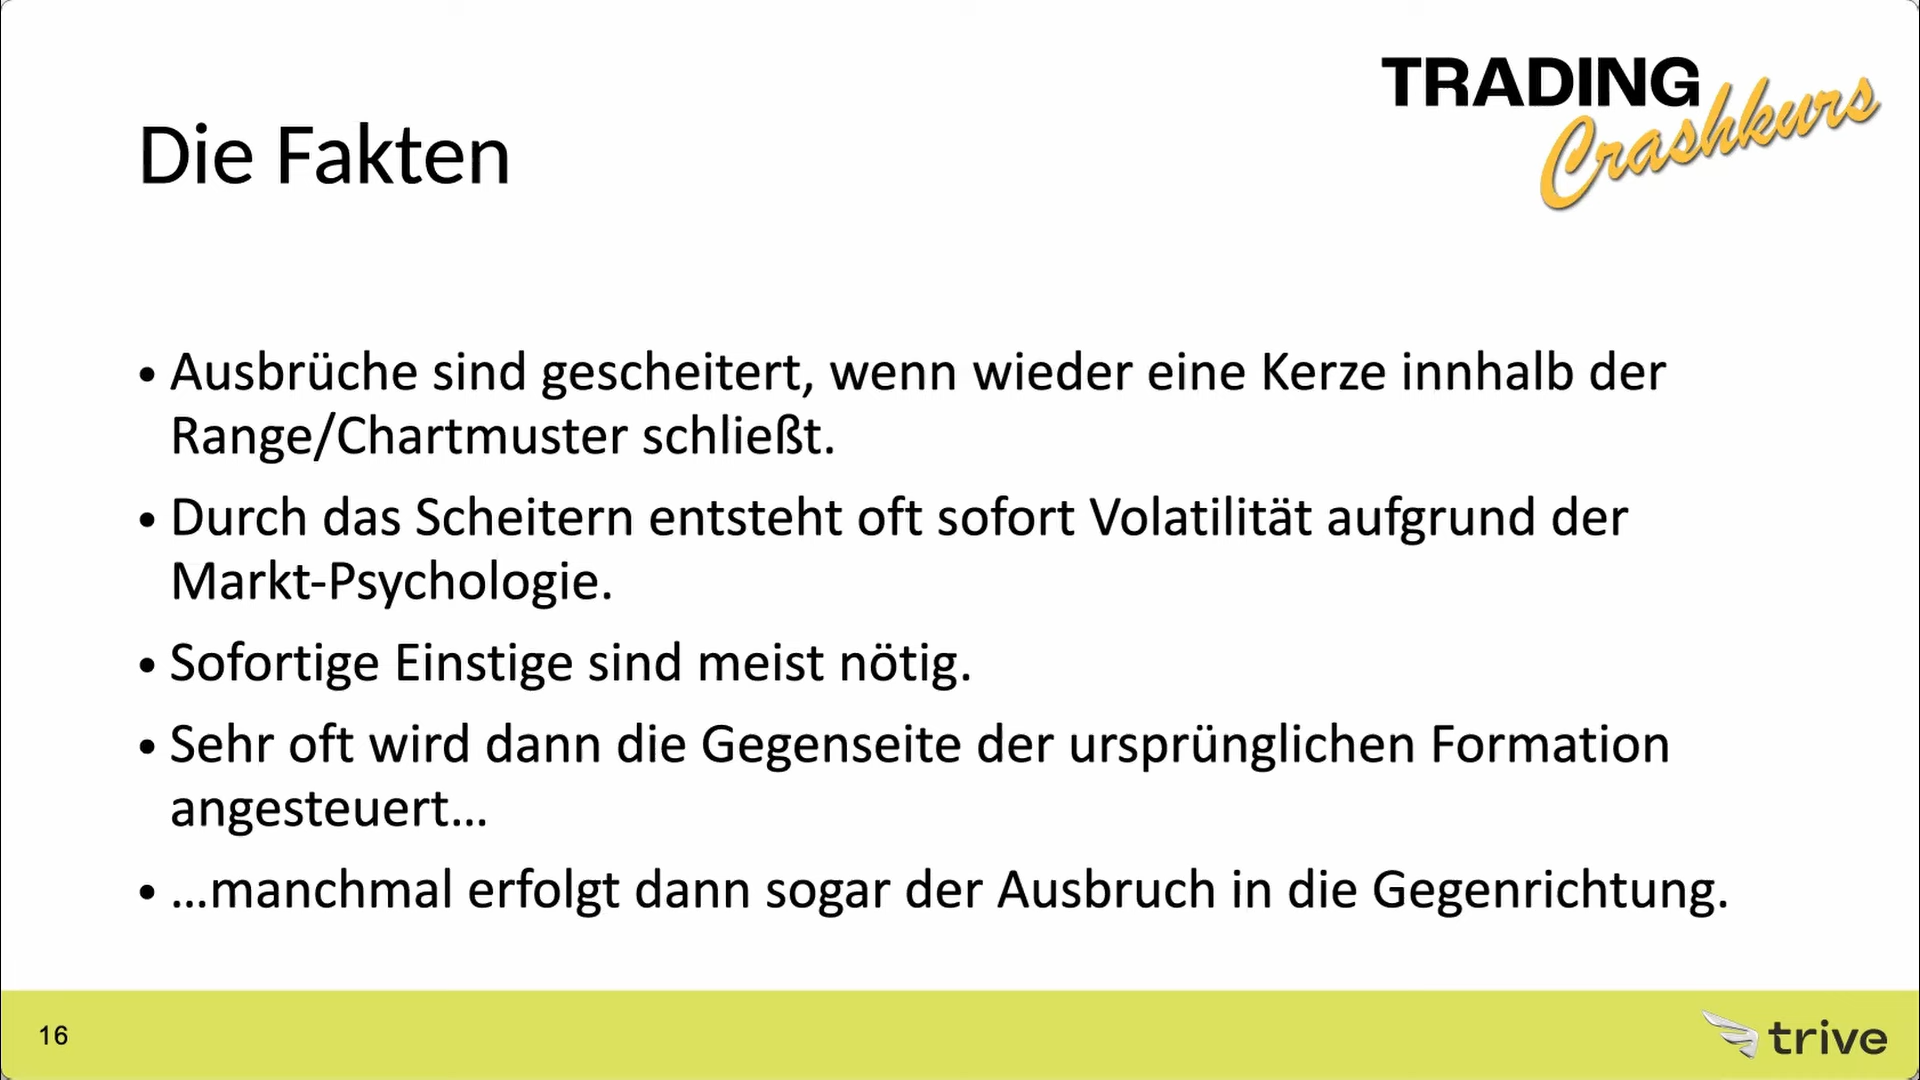 TRADING
Crashkurs
Die Fakten
• Ausbrüche sind gescheitert, wenn wieder eine Kerze innhalb der
Range/Chartmuster schließt.
• Durch das Scheitern entsteht oft sofort Volatilität aufgrund der
Markt-Psychologie.
• Sofortige Einstige sind meist nötig.
• Sehr oft wird dann die Gegenseite der ursprünglichen Formation
angesteuert...
• ...manchmal erfolgt dann sogar der Ausbruch in die Gegenrichtung.
16
trive